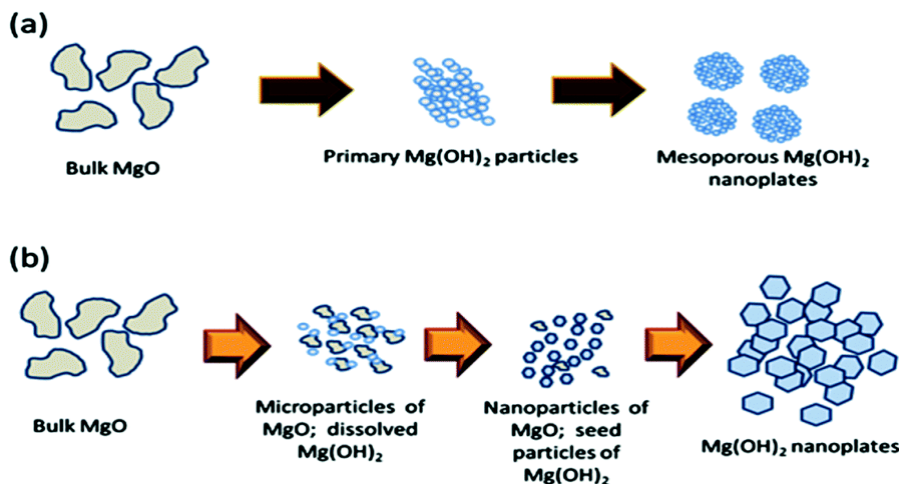 (a)
Bulk MgO
Primary Mg(OH)₂ particles
Mesoporous Mg(OH)₂
nanoplates
(b)
Bulk MgO
Microparticles of
MgO; dissolved
Mg(OH)₂
Nanoparticles of
MgO; seed
particles of
Mg(OH)₂
Mg(OH)₂ nanoplates